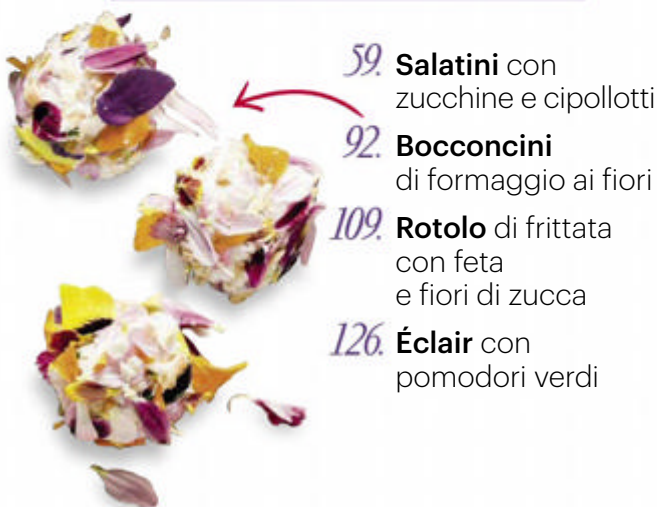 59. Salatini con
zucchine e cipollotti
92. Bocconcini
di formaggio ai fiori
109. Rotolo di frittata
con feta
e fiori di zucca
126. Éclair con
pomodori verdi